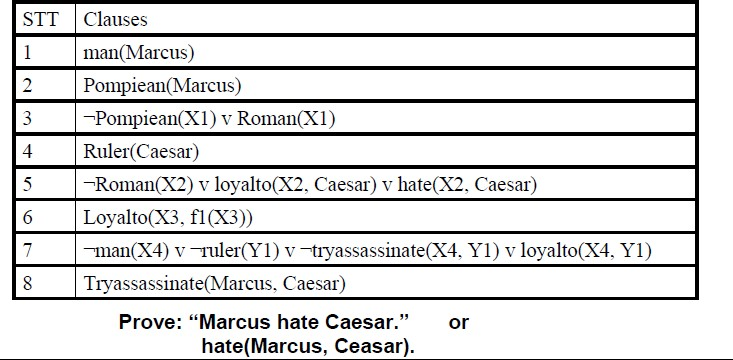 STT Clauses
1 man(Marcus)
2 Pompiean(Marcus)
3 ¬Pompiean(X1) v Roman(X1)
4 Ruler(Caesar)
5 ¬Roman(X2) v loyalto(X2, Caesar) v hate(X2, Caesar)
6 Loyalto(X3, f1(X3))
7 ¬man(X4) v ¬ruler(Y1) v ¬tryassassinate(X4, Y1) v loyalto(X4, Y1)
8 Tryassassinate(Marcus, Caesar)
Prove: “Marcus hate Caesar.” or
hate(Marcus, Ceasar).